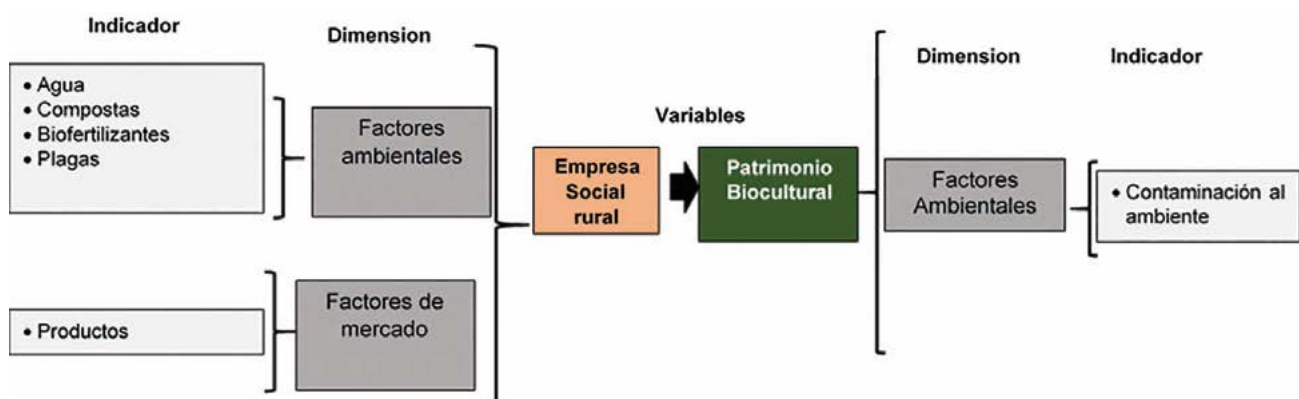 Indicador
Dimension
• Agua
• Compostas
• Biofertilizantes
• Plagas
Factores
ambientales
• Productos
Factores de
mercado
Variables
Empresa
Social
rural
Patrimonio
Biocultural
Dimension
Indicador
Factores
Ambientales
• Contaminación al
ambiente